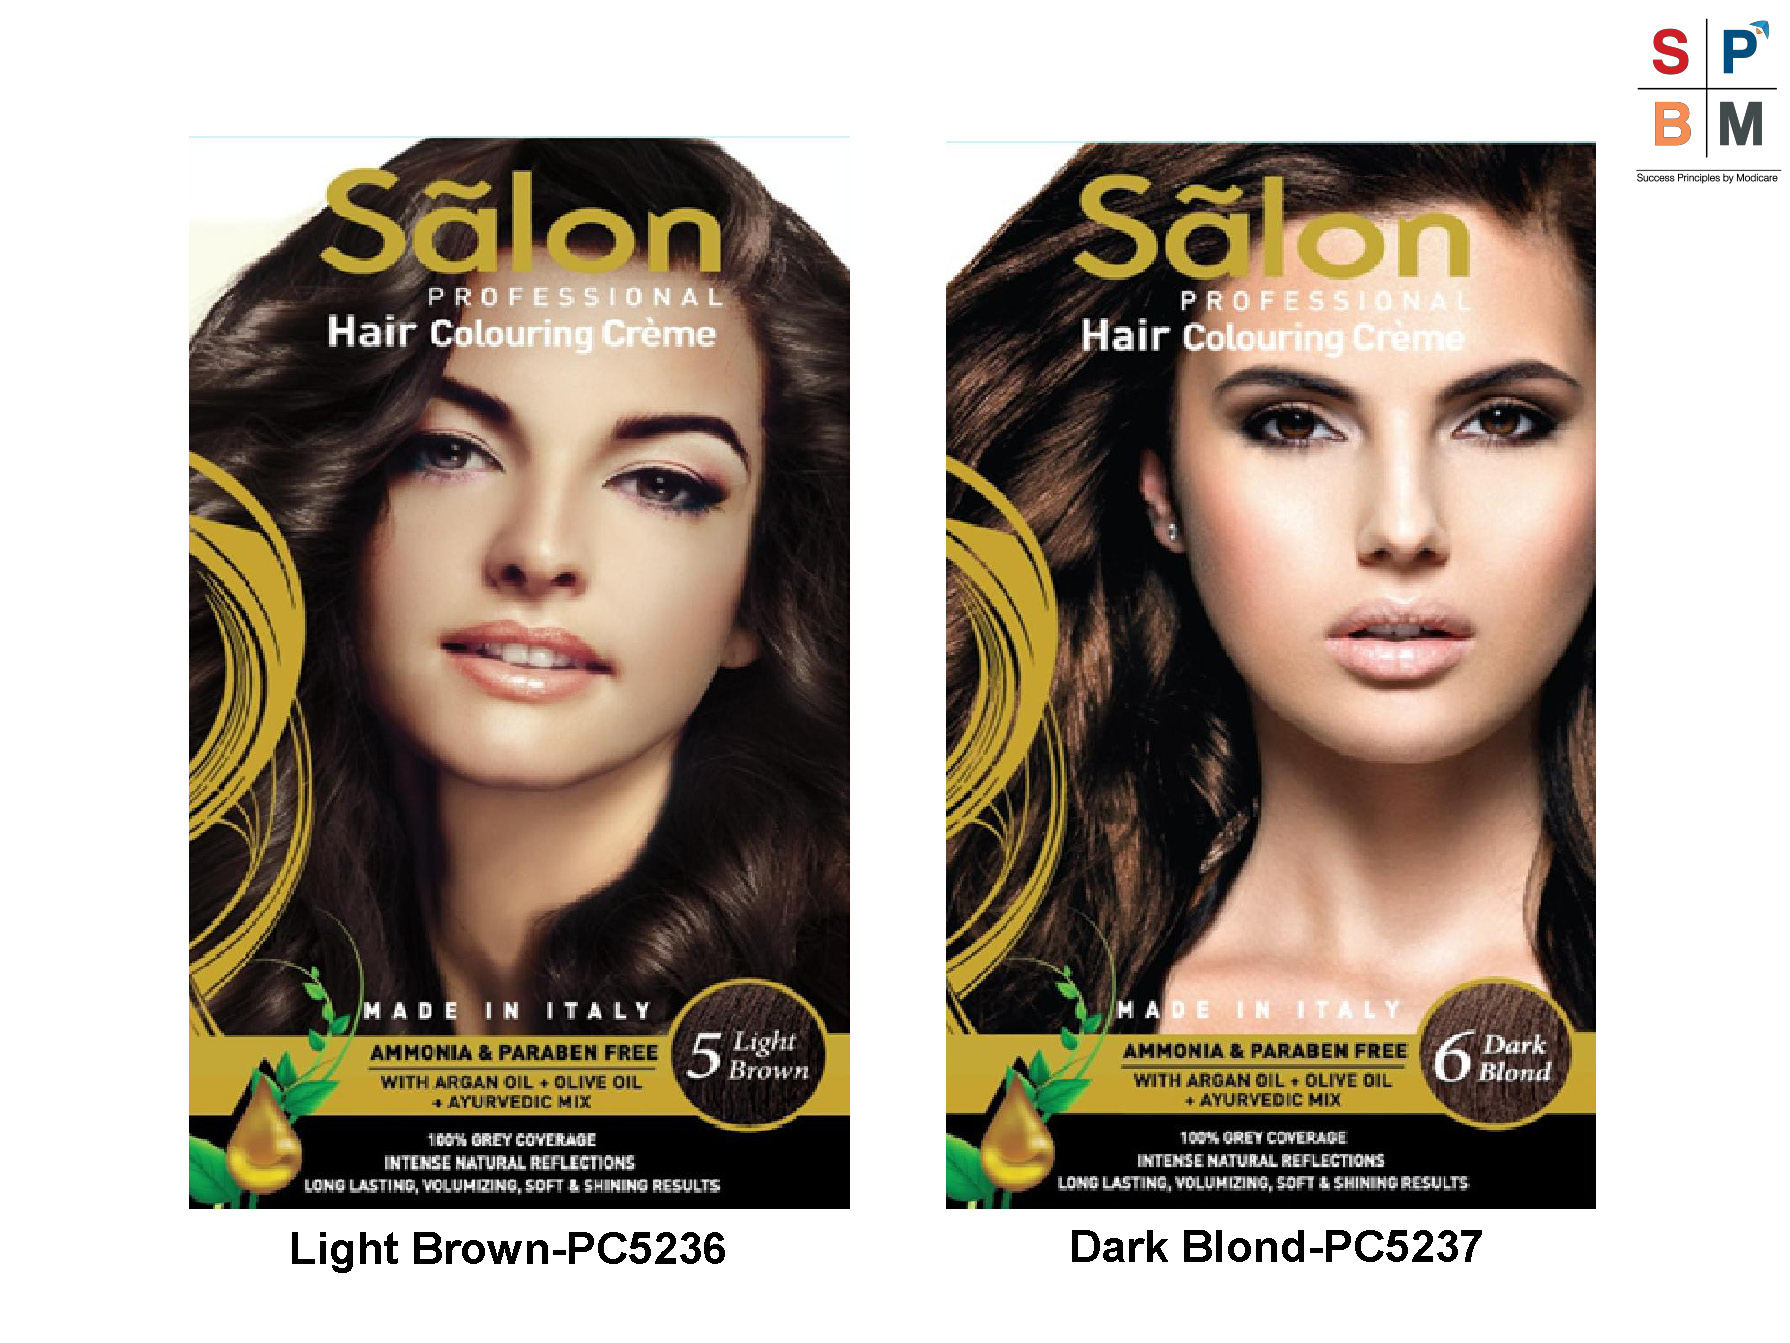 S P
B M
Success Principles by Modicare
Sãlon
PROFESSIONAL
Hair Colouring Crème
MADE IN ITALY
AMMONIA & PARABEN FREE
WITH ARGAN OIL + OLIVE OIL
+ AYURVEDIC MIX
5 Light
Brown
100% GREY COVERAGE
INTENSE NATURAL REFLECTIONS
LONG LASTING, VOLUMIZING, SOFT & SHINING RESULTS
Light Brown-PC5236
Sãlon
PROFESSIONAL
Hair Colouring Crème
MADE IN ITALY
AMMONIA & PARABEN FREE
WITH ARGAN OIL + OLIVE OIL
+ AYURVEDIC MIX
6 Dark
Blond
100% GREY COVERAGE
INTENSE NATURAL REFLECTIONS
LONG LASTING, VOLUMIZING, SOFT & SHINING RESULTS
Dark Blond-PC5237